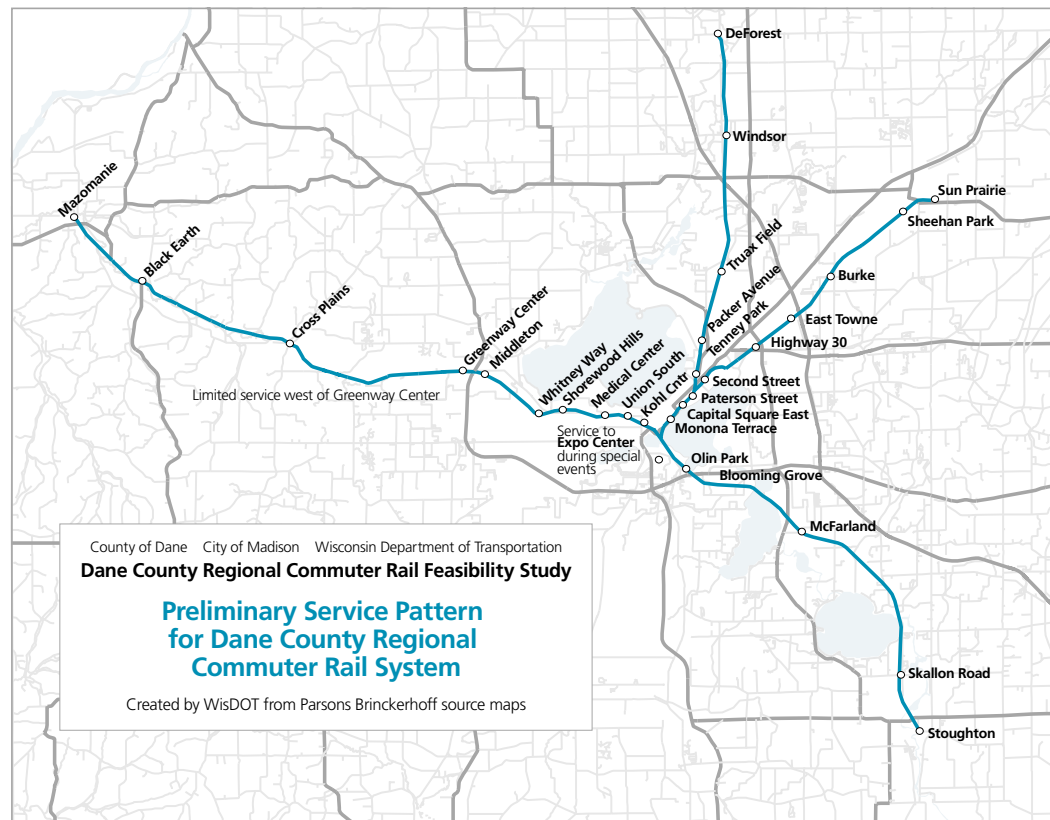 DeForest
Windsor
Sun Prairie
Sheehan Park
Mazomanie
Black Earth
Truax Field
Burke
Cross Plains
Packer Avenue
East Towne
Greenway Center
Middleton
Tenney Park
Highway 30
Whitney Way
Shorewood Hills
Medical Center
Union South
Kohl Cntr
Second Street
Paterson Street
Capital Square East
Monona Terrace
Limited service west of Greenway Center
Service to
Expo Center
during special
events
Olin Park
Blooming Grove
McFarland
Skallon Road
Stoughton
County of Dane City of Madison Wisconsin Department of Transportation
Dane County Regional Commuter Rail Feasibility Study
Preliminary Service Pattern
for Dane County Regional
Commuter Rail System
Created by WisDOT from Parsons Brinckerhoff source maps